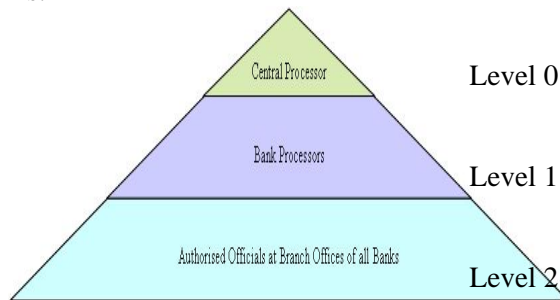 Central Processor
Level 0
Bank Processors
Level 1
Authorised Officials at Branch Offices of all Banks
Level 2